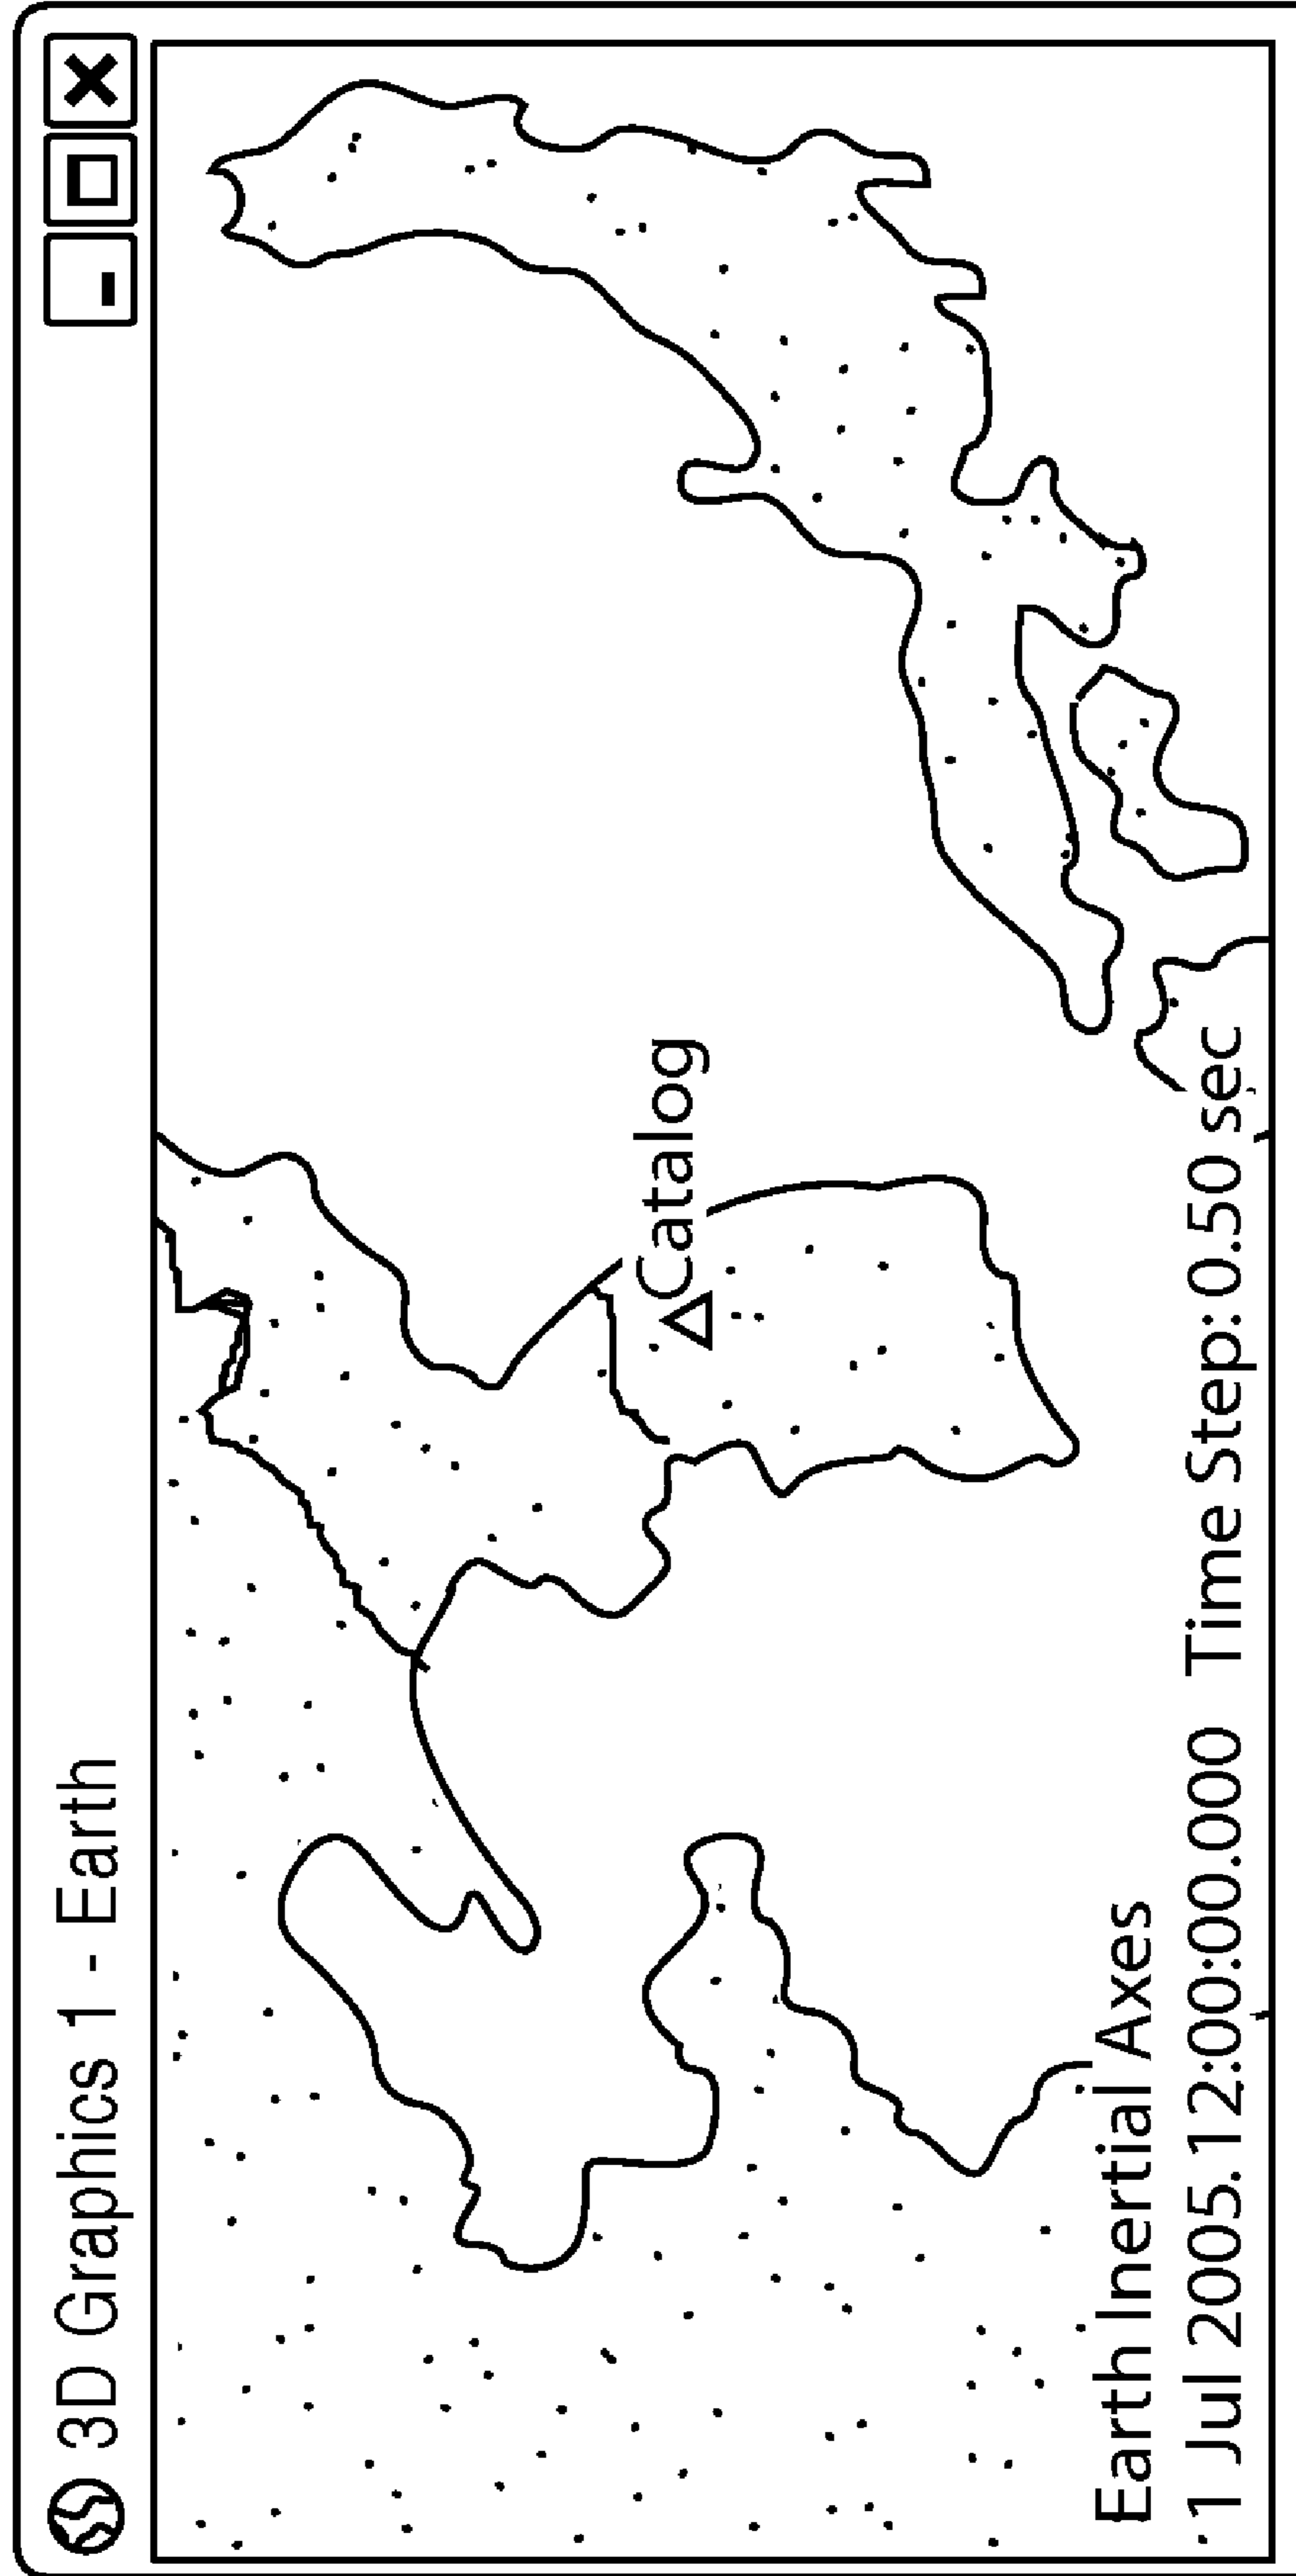 3D Graphics 1 - Earth
Catalog
Earth Inertial Axes
1 Jul 2005. 12:00:00.000 Time Step: 0.50 sec